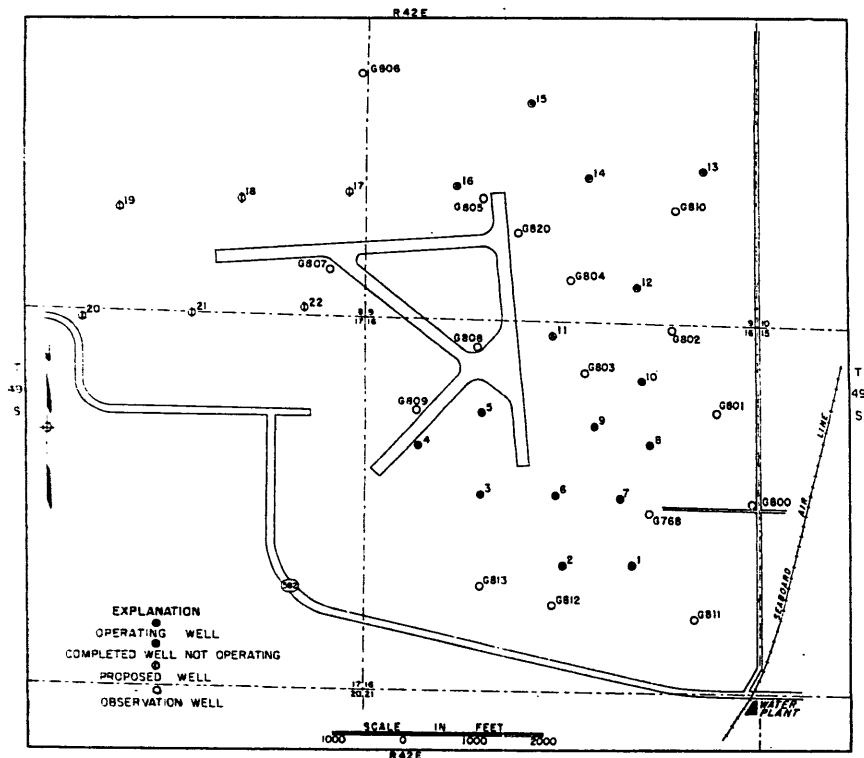 R 42 E
G806
15
13
14
16
17
18
19
G805
G810
G820
G807
G804
12
22
21
20
8 9
17 16
9 10
16 15
11
G802
G808
T
49
S
T
49
S
G803
10
G809
5
G801
9
4
8
LINE
3
6
7
G800
AIR
G768
2
1
SEABOARD
582
G813
G812
G811
EXPLANATION
OPERATING WELL
COMPLETED WELL NOT OPERATING
PROPOSED WELL
OBSERVATION WELL
17 16
20 21
WATER
PLANT
SCALE IN FEET
1000 0 1000 2000
R42E